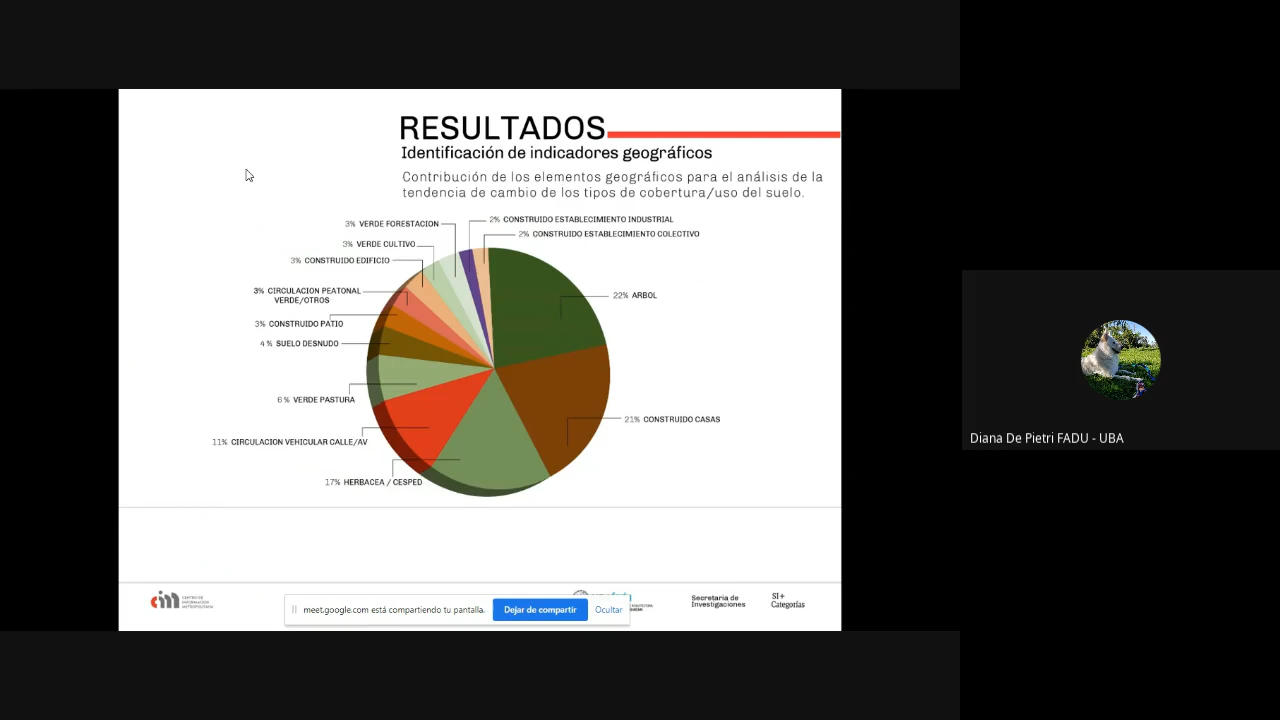 RESULTADOS
Identificación de indicadores geográficos
Contribución de los elementos geográficos para el análisis de la
tendencia de cambio de los tipos de cobertura/uso del suelo.
2% CONSTRUIDO ESTABLECIMIENTO INDUSTRIAL
3% VERDE FORESTACION
2% CONSTRUIDO ESTABLECIMIENTO COLECTIVO
3% VERDE CULTIVO
3% CONSTRUIDO EDIFICIO
3% CIRCULACION PEATONAL
VERDE/OTROS
22% ARBOL
3% CONSTRUIDO PATIO
4% SUELO DESNUDO
6% VERDE PASTURA
21% CONSTRUIDO CASAS
11% CIRCULACION VEHICULAR CALLE/AV
17% HERBACEA / CESPED
Diana De Pietri FADU - UBA
cim
CENTRO DE
INFORMACIÓN
METROPOLITANA
meet.google.com está compartiendo tu pantalla.
Dejar de compartir
Ocultar
Secretaría de
Investigaciones
SI+
Categorías